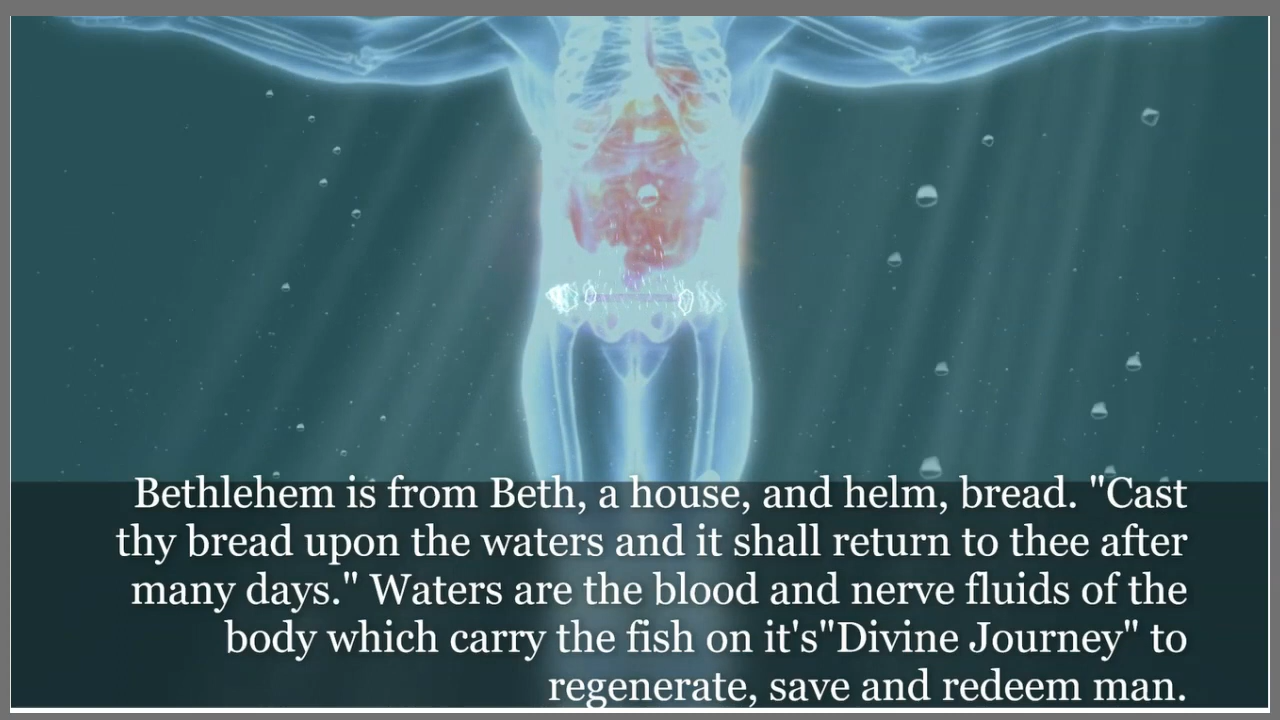 Bethlehem is from Beth, a house, and helm, bread. "Cast
thy bread upon the waters and it shall return to thee after
many days." Waters are the blood and nerve fluids of the
body which carry the fish on it's"Divine Journey" to
regenerate, save and redeem man.